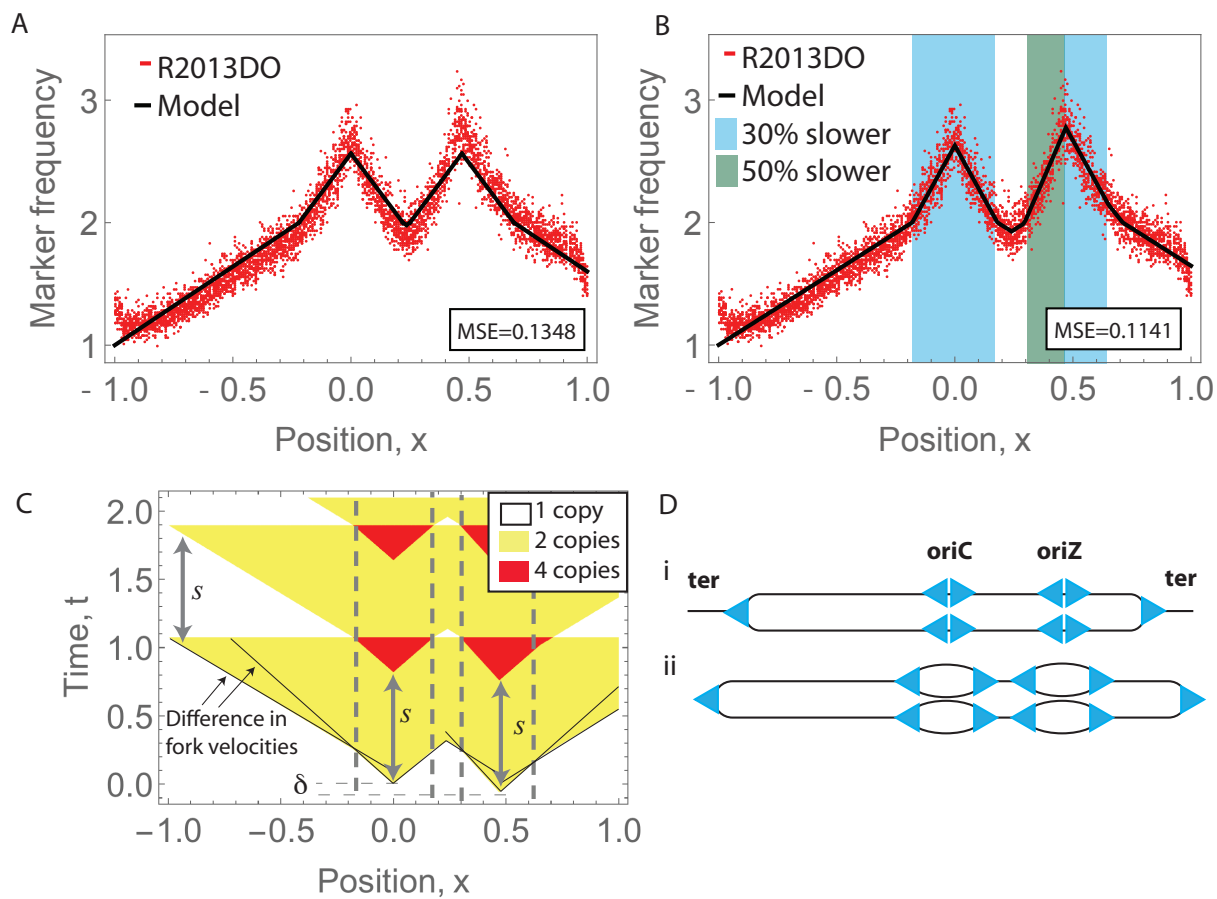 A
R2013DO
Model
Marker frequency
3
2
1
MSE=0.1348
- 1.0
- 0.5
0.0
0.5
1.0
Position, x
B
R2013DO
Model
30% slower
50% slower
Marker frequency
3
2
1
MSE=0.1141
- 1.0
- 0.5
0.0
0.5
1.0
Position, x
C
1 copy
2 copies
4 copies
Time, t
2.0
1.5
1.0
0.5
0.0
s
s
s
Difference in
fork velocities
δ
−1.0
−0.5
0.0
0.5
1.0
Position, x
D
i
ter
oriC
oriZ
ter
ii